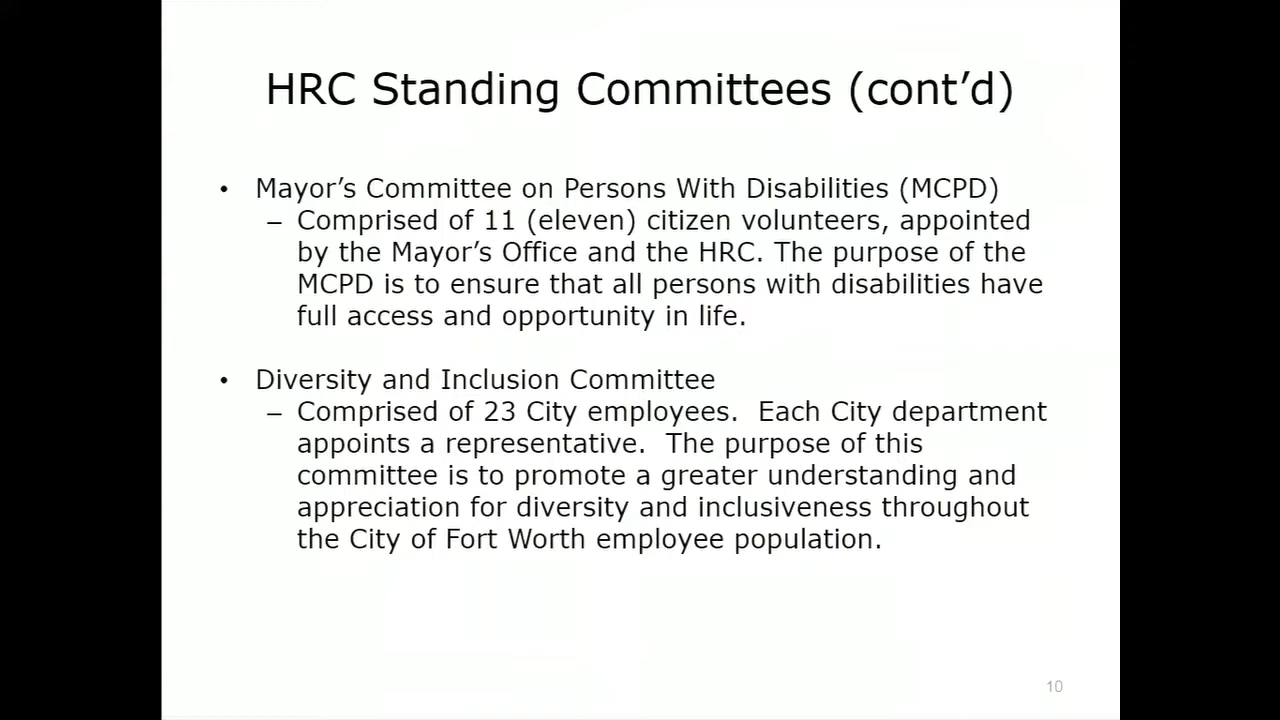 HRC Standing Committees (cont’d)
• Mayor’s Committee on Persons With Disabilities (MCPD)
– Comprised of 11 (eleven) citizen volunteers, appointed
by the Mayor’s Office and the HRC. The purpose of the
MCPD is to ensure that all persons with disabilities have
full access and opportunity in life.
• Diversity and Inclusion Committee
– Comprised of 23 City employees.  Each City department
appoints a representative.  The purpose of this
committee is to promote a greater understanding and
appreciation for diversity and inclusiveness throughout
the City of Fort Worth employee population.
10